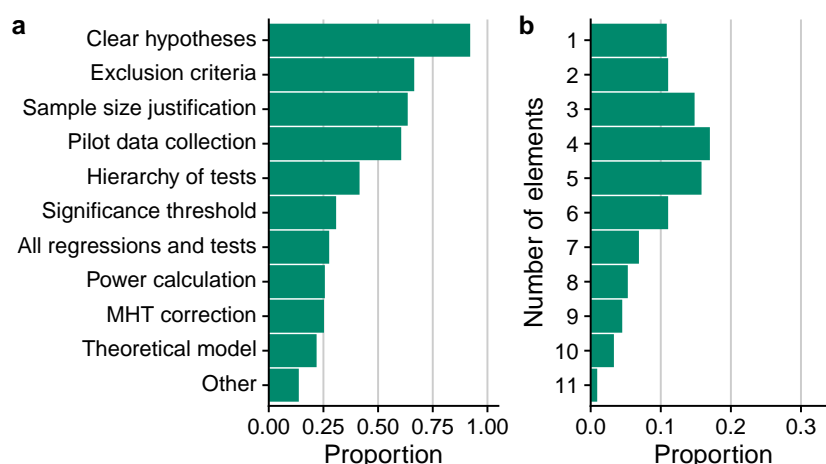 a
Clear hypotheses
Exclusion criteria
Sample size justification
Pilot data collection
Hierarchy of tests
Significance threshold
All regressions and tests
Power calculation
MHT correction
Theoretical model
Other
0.00 0.25 0.50 0.75 1.00
Proportion
b
Number of elements
1
2
3
4
5
6
7
8
9
10
11
0.0 0.1 0.2 0.3
Proportion